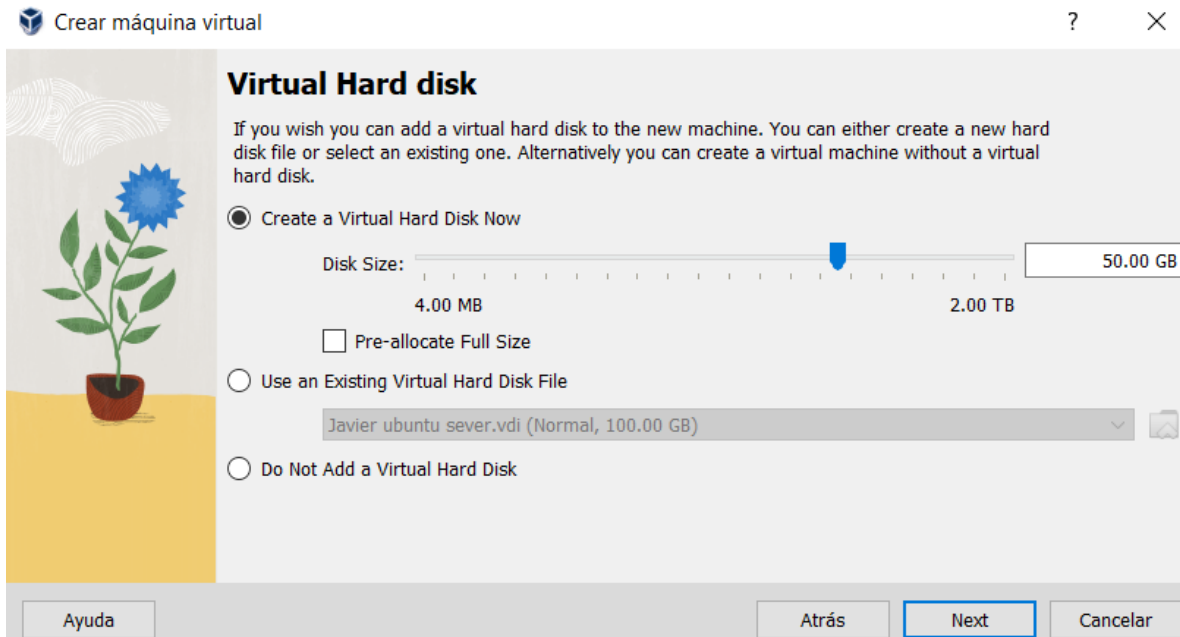 Crear máquina virtual
?
Virtual Hard disk
If you wish you can add a virtual hard disk to the new machine. You can either create a new hard
disk file or select an existing one. Alternatively you can create a virtual machine without a virtual
hard disk.
Create a Virtual Hard Disk Now
Disk Size:
50.00 GB
4.00 MB
2.00 TB
Pre-allocate Full Size
Use an Existing Virtual Hard Disk File
Javier ubuntu sever.vdi (Normal, 100.00 GB)
Do Not Add a Virtual Hard Disk
Ayuda
Atrás
Next
Cancelar